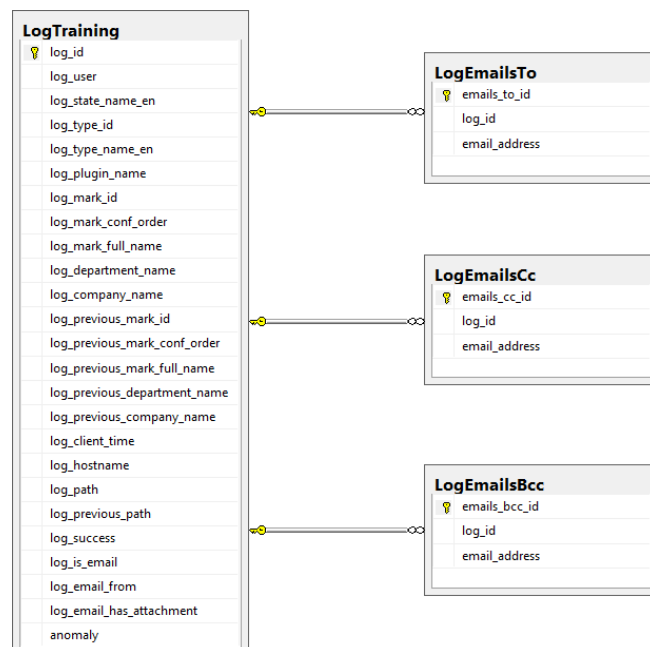 LogTraining
log_id
log_user
log_state_name_en
log_type_id
log_type_name_en
log_plugin_name
log_mark_id
log_mark_conf_order
log_mark_full_name
log_department_name
log_company_name
log_previous_mark_id
log_previous_mark_conf_order
log_previous_mark_full_name
log_previous_department_name
log_previous_company_name
log_client_time
log_hostname
log_path
log_previous_path
log_success
log_is_email
log_email_from
log_email_has_attachment
anomaly
LogEmailsTo
emails_to_id
log_id
email_address
LogEmailsCc
emails_cc_id
log_id
email_address
LogEmailsBcc
emails_bcc_id
log_id
email_address